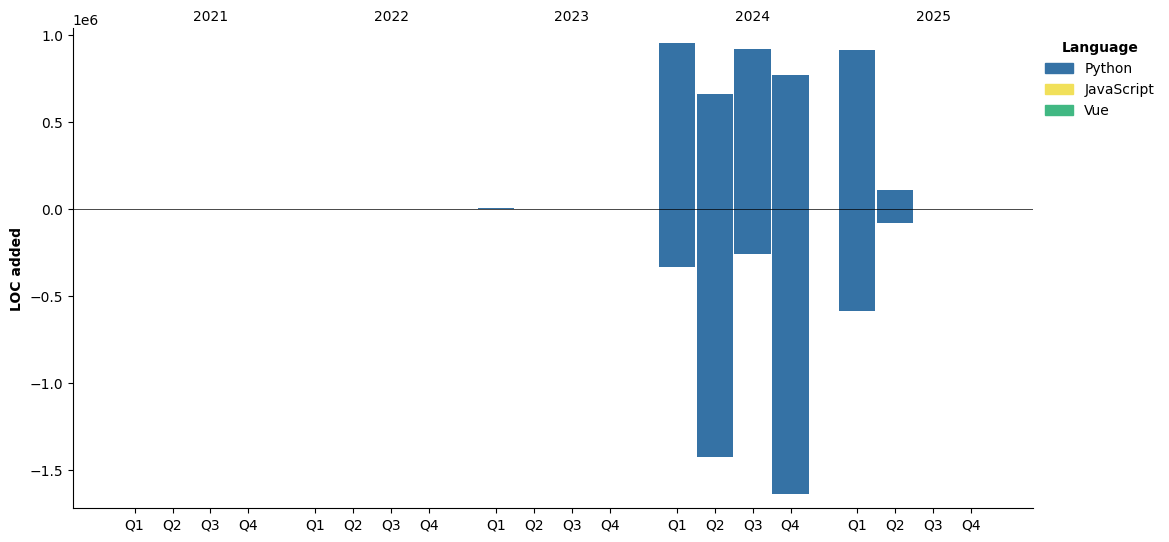 2021 2022 2023 2024 2025
1e6
1.0
0.5
0.0
−0.5
−1.0
−1.5
LOC added
Q1 Q2 Q3 Q4 Q1 Q2 Q3 Q4 Q1 Q2 Q3 Q4 Q1 Q2 Q3 Q4 Q1 Q2 Q3 Q4
Language
Python
JavaScript
Vue